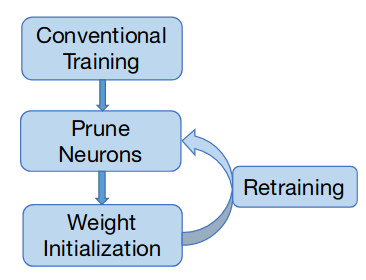 Conventional
Training
Prune
Neurons
Retraining
Weight
Initialization